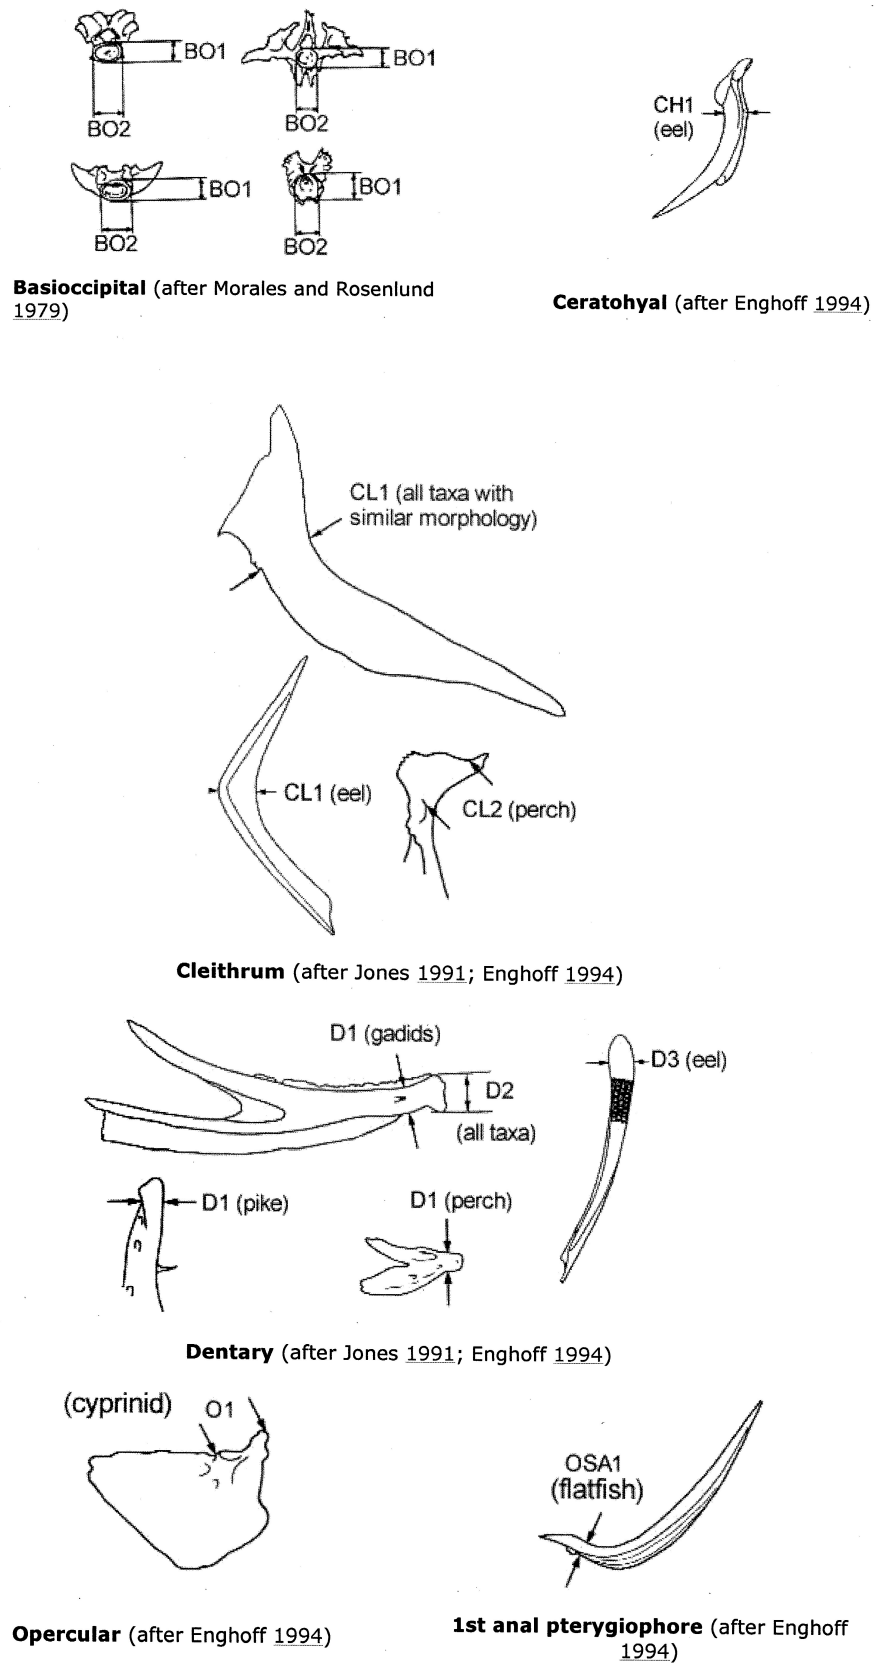 BO1
BO2
BO1
BO2
BO1
BO2
BO1
BO2
Basioccipital (after Morales and Rosenlund
1979)
CH1
(eel)
Ceratohyal (after Enghoff 1994)
CL1 (all taxa with
similar morphology)
CL1 (eel)
CL2 (perch)
Cleithrum (after Jones 1991; Enghoff 1994)
D1 (gadids)
D2
(all taxa)
D3 (eel)
D1 (pike)
D1 (perch)
Dentary (after Jones 1991; Enghoff 1994)
(cyprinid) O1
Opercular (after Enghoff 1994)
OSA1
(flatfish)
1st anal pterygiophore (after Enghoff
1994)